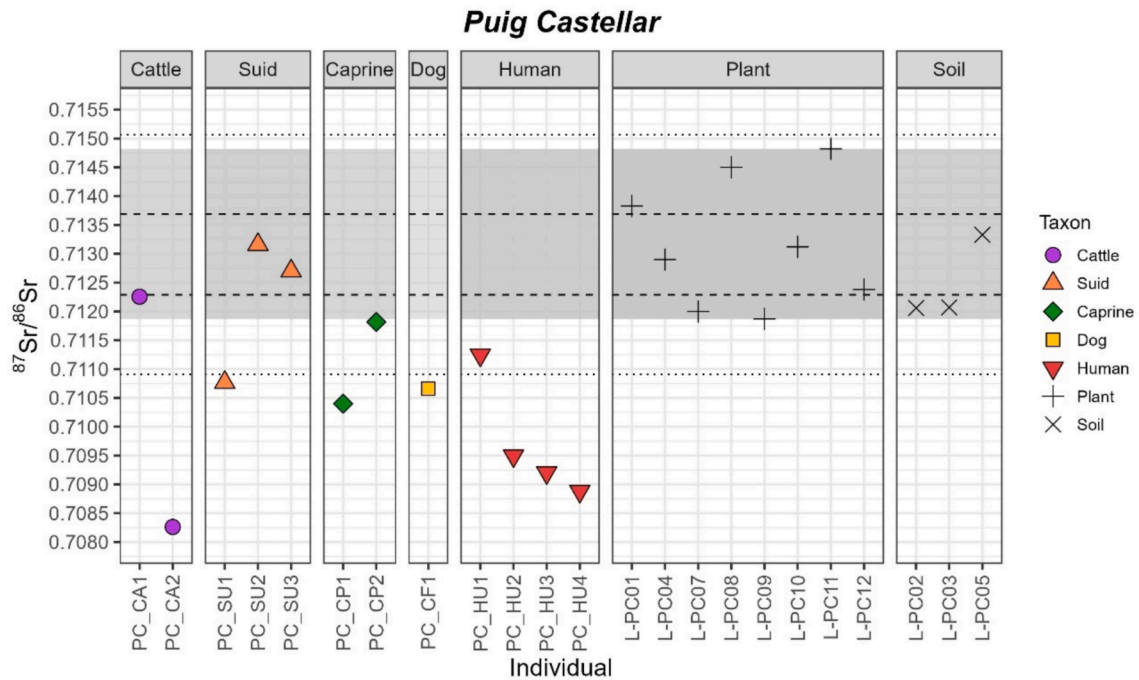 Puig Castellar
Cattle Suid Caprine Dog Human Plant Soil
0.7155
0.7150
0.7145
0.7140
0.7135
0.7130
0.7125
0.7120
0.7115
0.7110
0.7105
0.7100
0.7095
0.7090
0.7085
0.7080
⁸⁷Sr/⁸⁶Sr
PC_CA1 PC_CA2 PC_SU1 PC_SU2 PC_SU3 PC_CP1 PC_CP2 PC_CF1 PC_HU1 PC_HU2 PC_HU3 PC_HU4 L-PC01 L-PC04 L-PC07 L-PC08 L-PC09 L-PC10 L-PC11 L-PC12 L-PC02 L-PC03 L-PC05
Individual
Taxon
Cattle
Suid
Caprine
Dog
Human
Plant
Soil